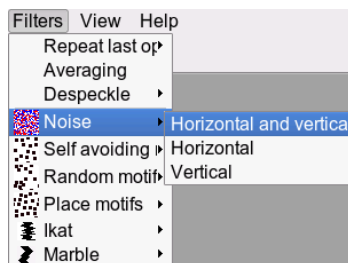 Filters View Help
Repeat last op
Averaging
Despeckle
Noise
Horizontal and vertica
Self avoiding
Horizontal
Random motif
Vertical
Place motifs
Ikat
Marble